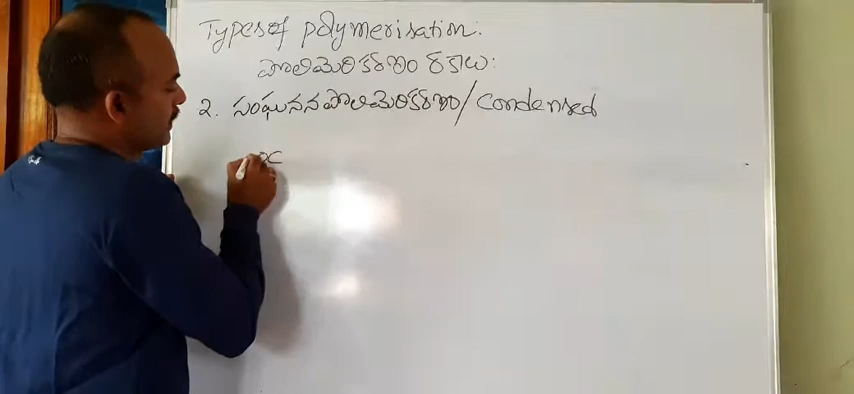 Types of polymerisation:
పాలిమెరికరణం రకాలు:
2. సంఘనన పాలిమెరికరణం/condensed
x